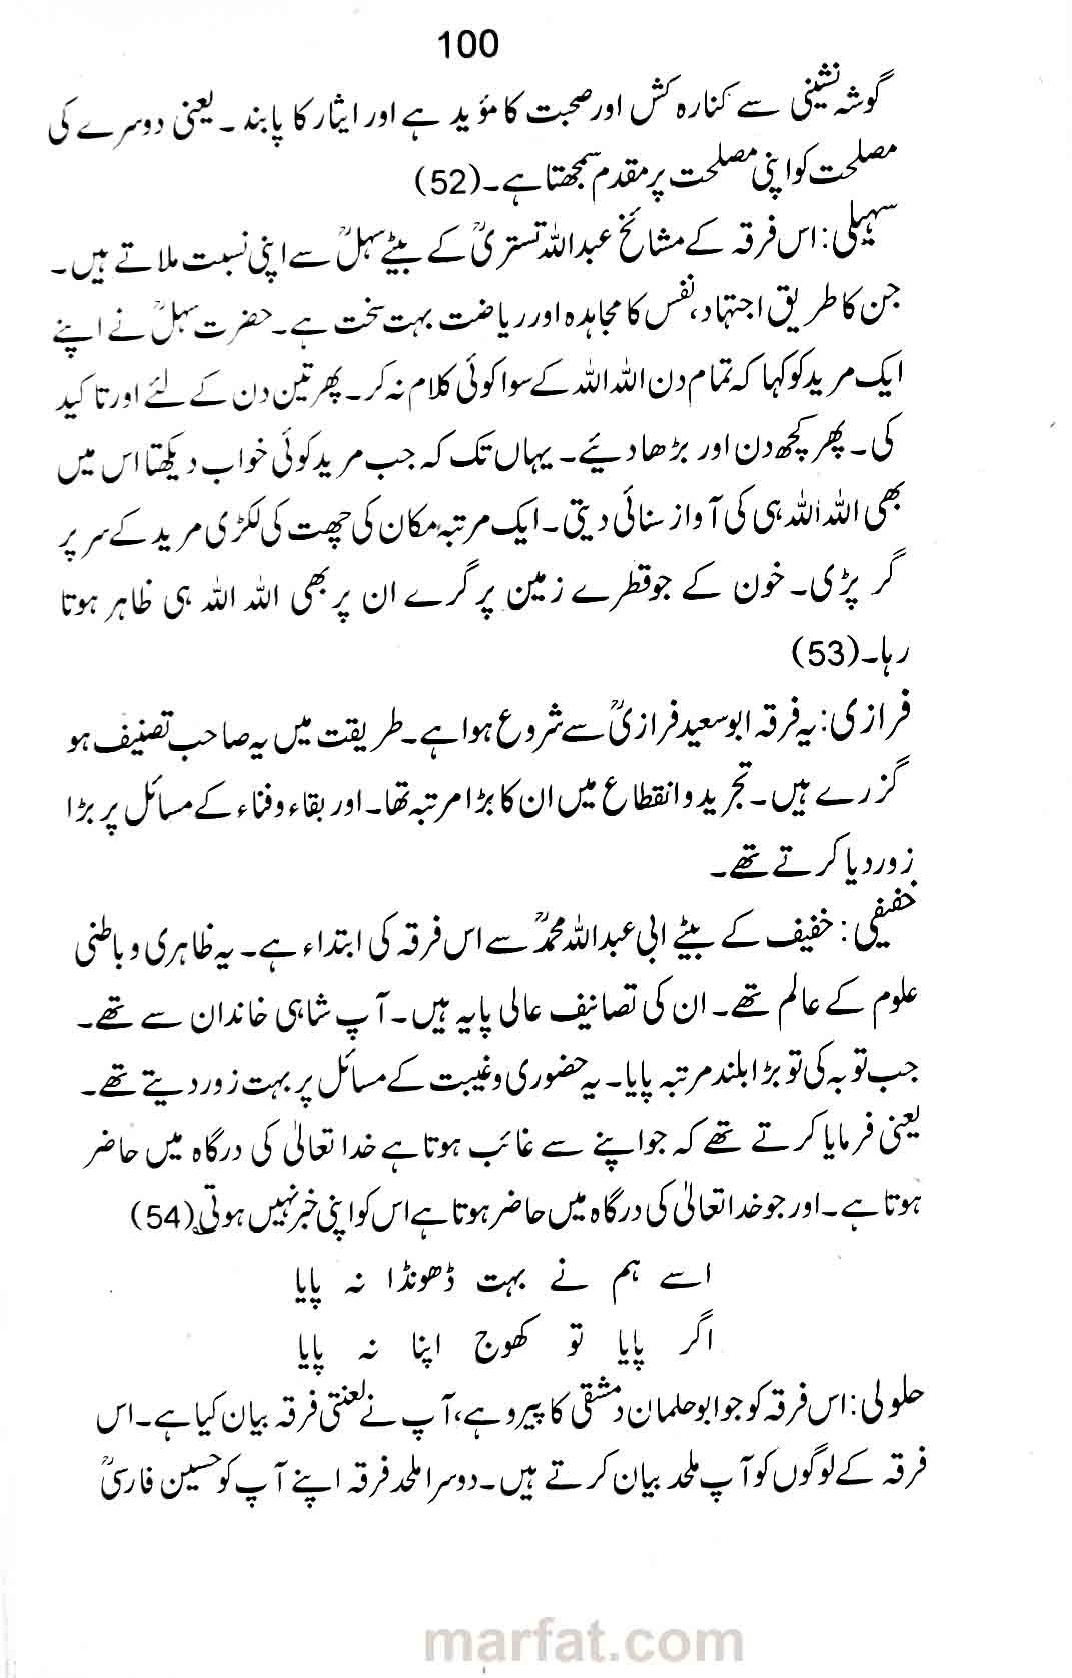 100
گوشہ نشینی سے کنارہ کش اور صحبت کا مؤید ہے اور ایثار کا پابند ۔ یعنی دوسرے کی
مصلحت کو اپنی مصلحت پر مقدم سمجھتا ہے۔(52)
سہیلی: اس فرقہ کے مشائخ عبداللہ تستریؒ کے بیٹے سہلؒ سے اپنی نسبت ملاتے ہیں۔
جن کا طریق اجتہاد، نفس کا مجاہدہ اور ریاضت بہت سخت ہے۔ حضرت سہلؒ نے اپنے
ایک مرید کو کہا کہ تمام دن اللہ اللہ کے سوا کوئی کلام نہ کر۔ پھر تین دن کے لئے اور تاکید
کی۔ پھر کچھ دن اور بڑھا دیئے۔ یہاں تک کہ جب مرید کوئی خواب دیکھتا اس میں
بھی اللہ اللہ ہی کی آواز سنائی دیتی۔ ایک مرتبہ مکان کی چھت کی لکڑی مرید کے سر پر
گر پڑی۔ خون کے جو قطرے زمین پر گرے ان پر بھی اللہ اللہ ہی ظاہر ہوتا
رہا۔(53)
فرازی: یہ فرقہ ابو سعید فرازیؒ سے شروع ہوا ہے۔ طریقت میں یہ صاحب تصنیف ہو
گزرے ہیں۔ تجرید و انقطاع میں ان کا بڑا مرتبہ تھا۔ اور بقاء و فناء کے مسائل پر بڑا
زور دیا کرتے تھے۔
خفیفی: خفیف کے بیٹے ابی عبداللہ محمدؒ سے اس فرقہ کی ابتداء ہے۔ یہ ظاہری و باطنی
علوم کے عالم تھے۔ ان کی تصانیف عالی پایہ ہیں۔ آپ شاہی خاندان سے تھے۔
جب توبہ کی تو بڑا بلند مرتبہ پایا۔ یہ حضوری و غیبت کے مسائل پر بہت زور دیتے تھے۔
یعنی فرمایا کرتے تھے کہ جو اپنے سے غائب ہوتا ہے خدا تعالیٰ کی درگاہ میں حاضر
ہوتا ہے۔ اور جو خدا تعالیٰ کی درگاہ میں حاضر ہوتا ہے اس کو اپنی خبر نہیں ہوتی۔(54)
اسے ہم نے بہت ڈھونڈا نہ پایا
اگر پایا تو کھوج اپنا نہ پایا
حلولی: اس فرقہ کو جو ابو حلمان دمشقی کا پیرو ہے، آپ نے لعنتی فرقہ بیان کیا ہے۔ اس
فرقہ کے لوگوں کو آپ ملحد بیان کرتے ہیں۔ دوسرا ملحد فرقہ اپنے آپ کو حسین فارسیؒ
marfat.com